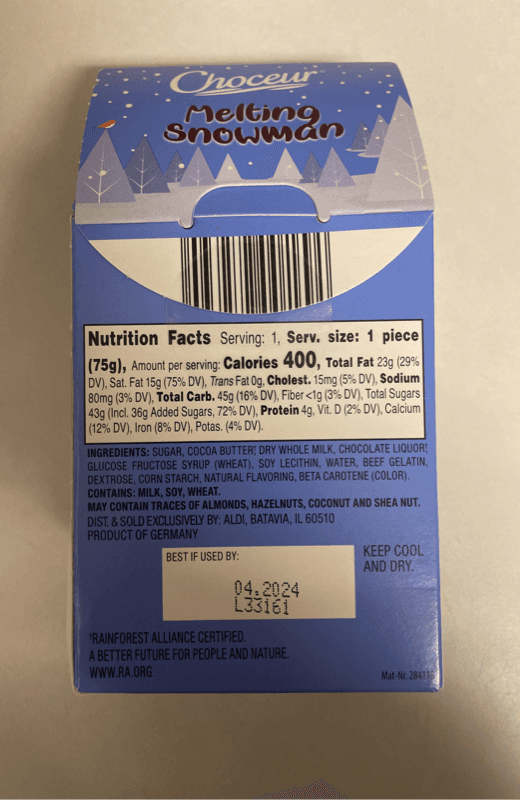 Choceur
Melting
Snowman
Nutrition Facts Serving: 1, Serv. size: 1 piece
(75g), Amount per serving: Calories 400, Total Fat 23g (29%
DV), Sat. Fat 15g (75% DV), Trans Fat 0g, Cholest. 15mg (5% DV), Sodium
80mg (3% DV), Total Carb. 45g (16% DV), Fiber <1g (3% DV), Total Sugars
43g (Incl. 36g Added Sugars, 72% DV), Protein 4g, Vit. D (2% DV), Calcium
(12% DV), Iron (8% DV), Potas. (4% DV).
INGREDIENTS: SUGAR, COCOA BUTTER¹, DRY WHOLE MILK, CHOCOLATE LIQUOR¹,
GLUCOSE FRUCTOSE SYRUP (WHEAT), SOY LECITHIN, WATER, BEEF GELATIN,
DEXTROSE, CORN STARCH, NATURAL FLAVORING, BETA CAROTENE (COLOR).
CONTAINS: MILK, SOY, WHEAT.
MAY CONTAIN TRACES OF ALMONDS, HAZELNUTS, COCONUT AND SHEA NUT.
DIST. & SOLD EXCLUSIVELY BY: ALDI, BATAVIA, IL 60510
PRODUCT OF GERMANY
BEST IF USED BY:
04.2024
L33161
KEEP COOL
AND DRY.
¹RAINFOREST ALLIANCE CERTIFIED.
A BETTER FUTURE FOR PEOPLE AND NATURE.
WWW.RA.ORG
Mat-Nr.